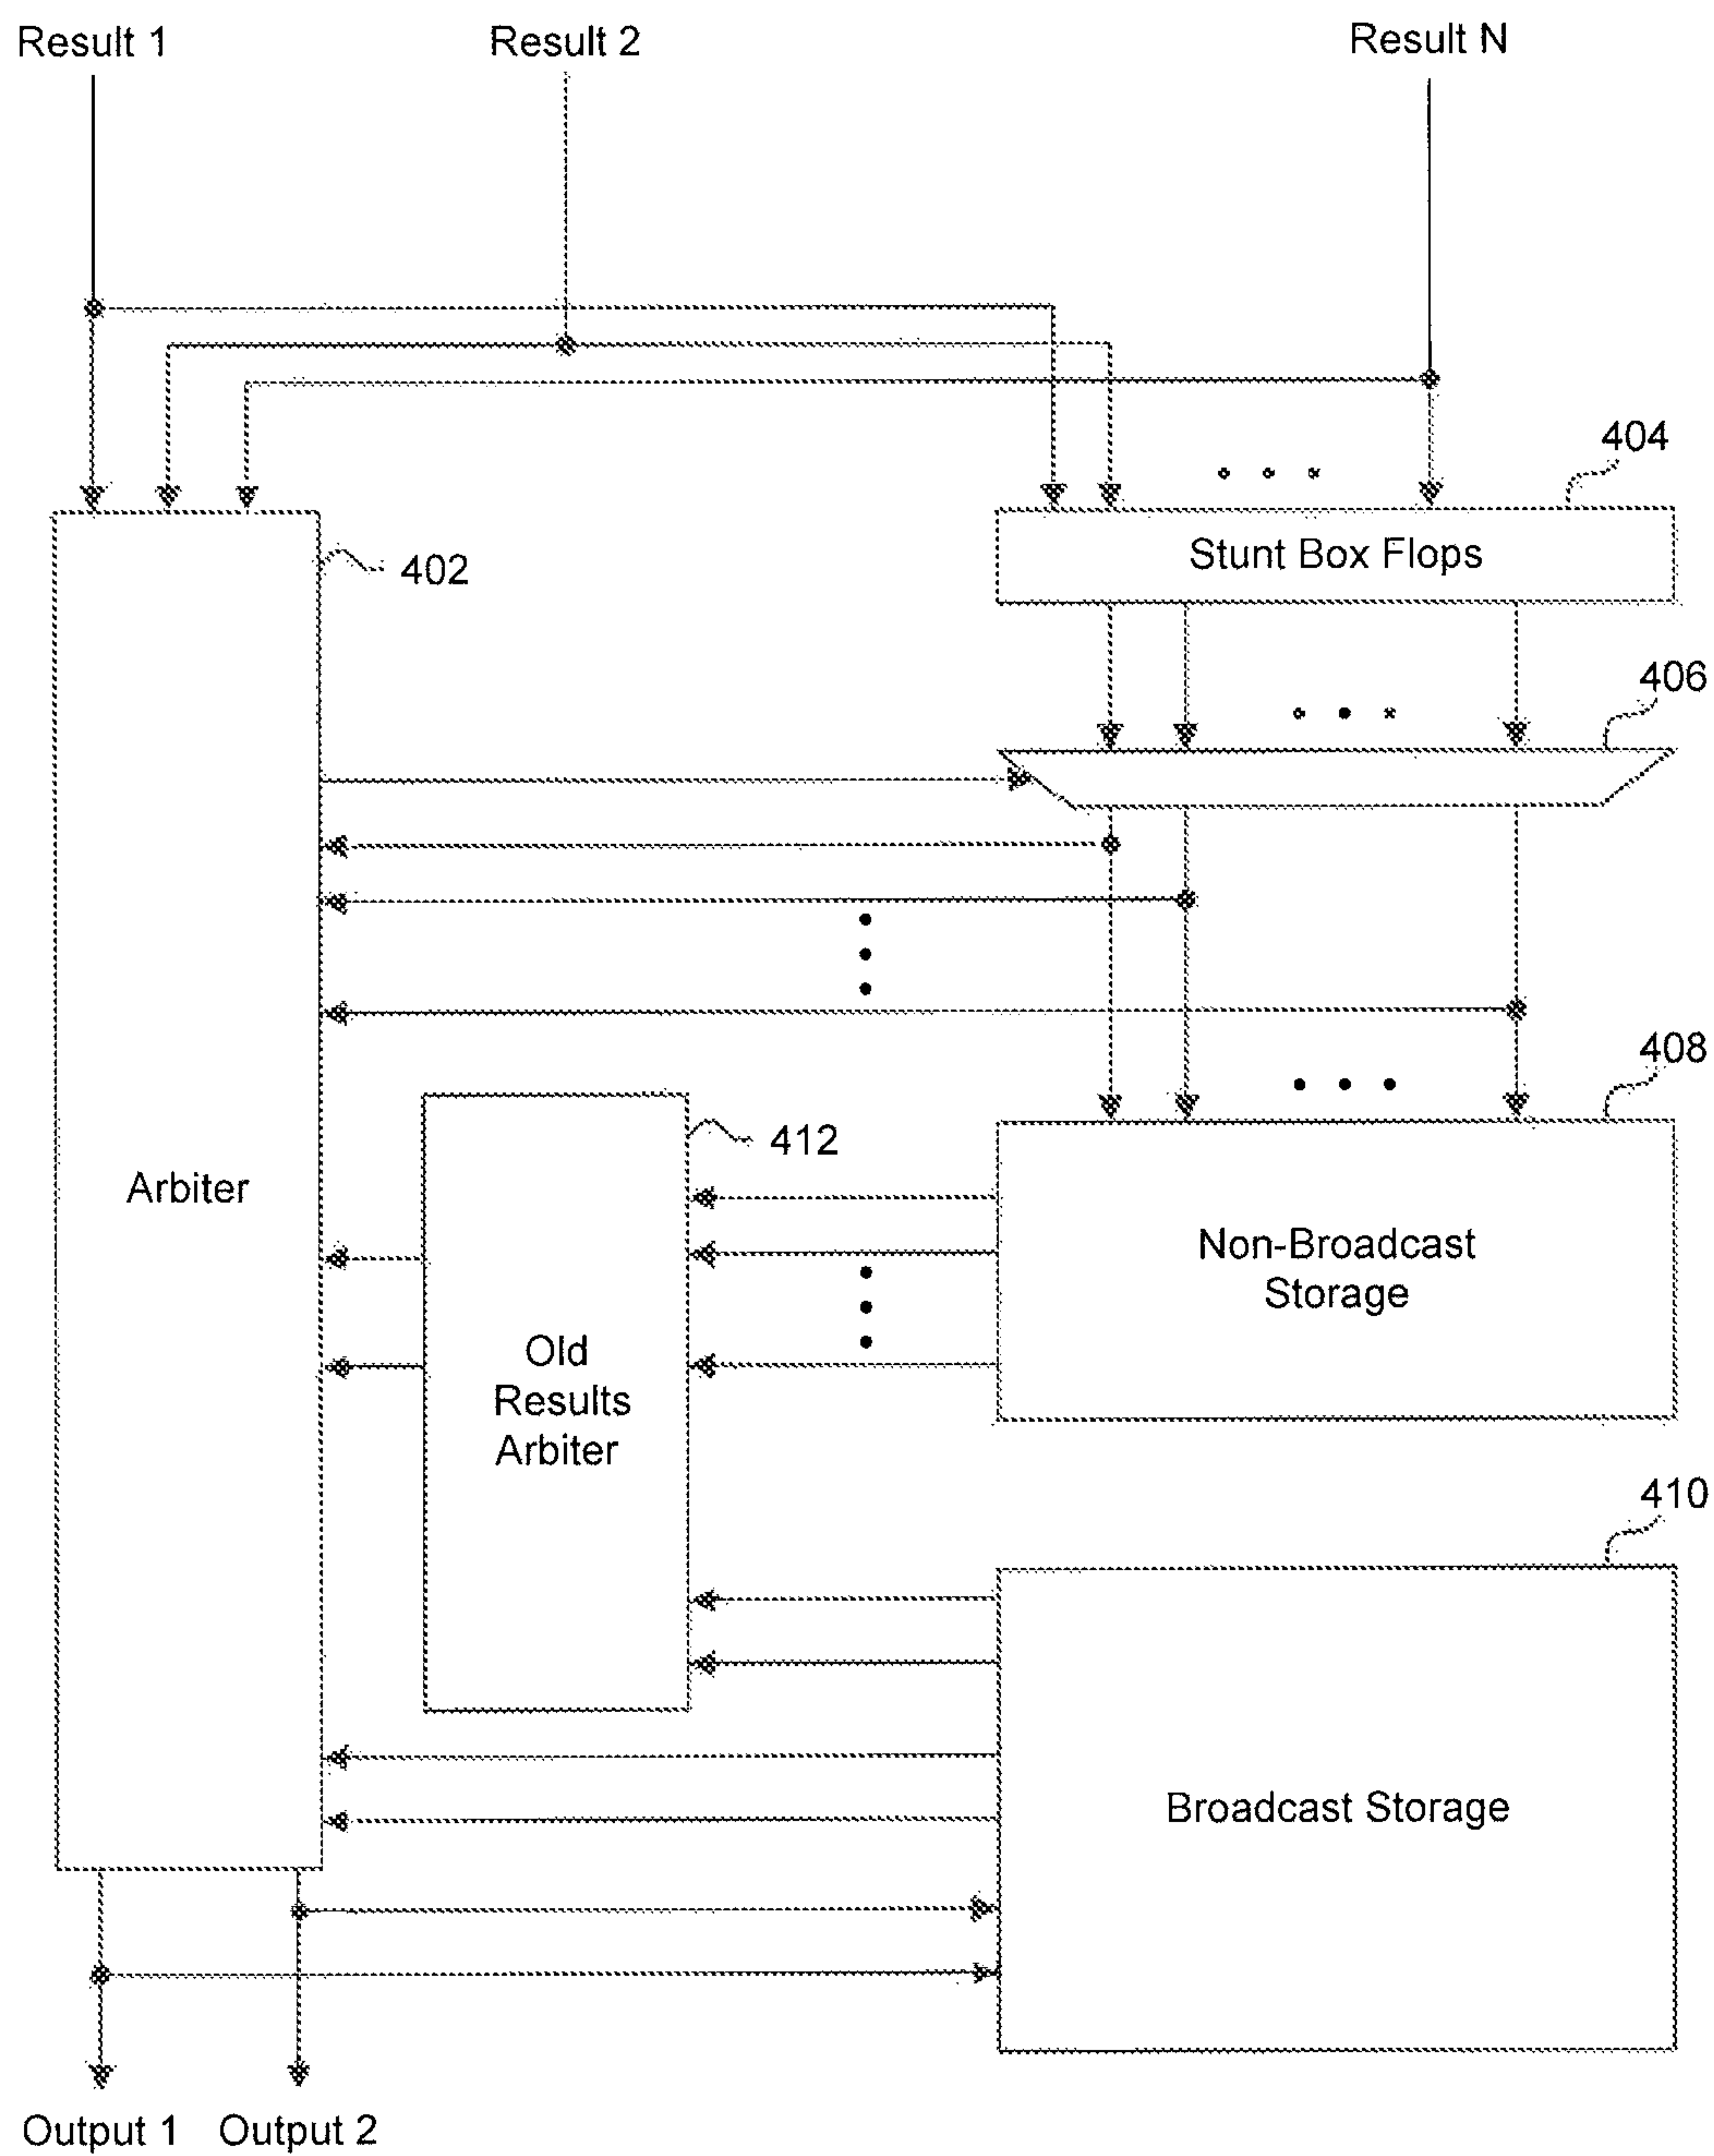 Result 1
Result 2
Result N
404
Stunt Box Flops
402
406
408
412
Arbiter
Non-Broadcast
Storage
Old
Results
Arbiter
410
Broadcast Storage
Output 1
Output 2